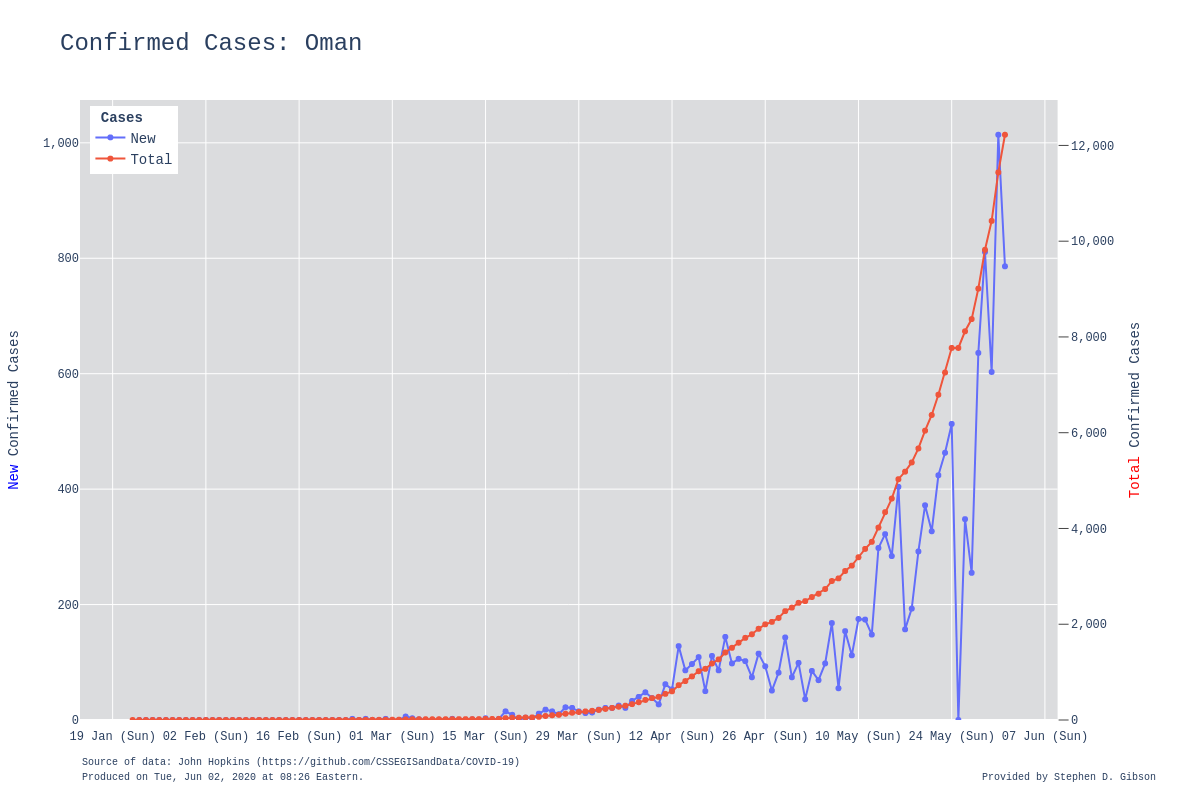 Confirmed Cases: Oman
Cases
New
Total
1,000
800
600
400
200
0
12,000
10,000
8,000
6,000
4,000
2,000
0
New Confirmed Cases
Total Confirmed Cases
19 Jan (Sun) 02 Feb (Sun) 16 Feb (Sun) 01 Mar (Sun) 15 Mar (Sun) 29 Mar (Sun) 12 Apr (Sun) 26 Apr (Sun) 10 May (Sun) 24 May (Sun) 07 Jun (Sun)
Source of data: John Hopkins (https://github.com/CSSEGISandData/COVID-19)
Produced on Tue, Jun 02, 2020 at 08:26 Eastern.
Provided by Stephen D. Gibson